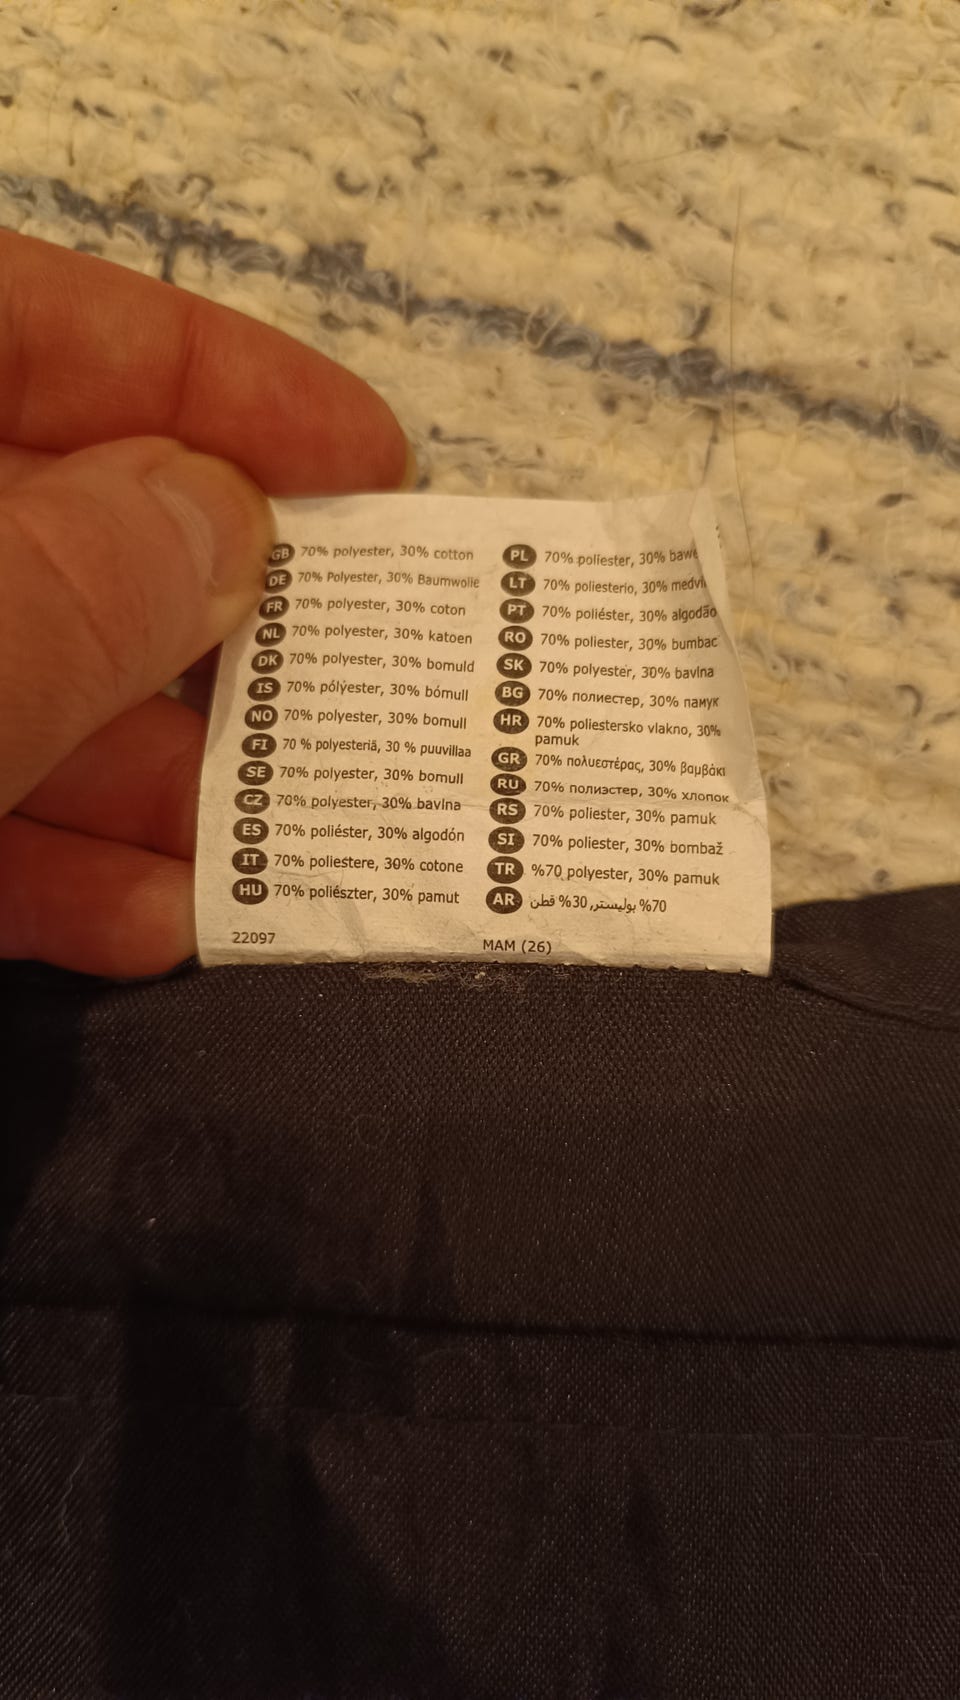 GB 70% polyester, 30% cotton
DE 70% Polyester, 30% Baumwolle
FR 70% polyester, 30% coton
NL 70% polyester, 30% katoen
DK 70% polyester, 30% bomuld
IS 70% pólýester, 30% bómull
NO 70% polyester, 30% bomull
FI 70 % polyesteriä, 30 % puuvillaa
SE 70% polyester, 30% bomull
CZ 70% polyester, 30% bavlna
ES 70% poliéster, 30% algodón
IT 70% poliestere, 30% cotone
HU 70% poliészter, 30% pamut
22097
PL 70% poliester, 30%
LT 70% poliesterio, 30%
PT 70% poliéster, 30% algodão
RO 70% poliester, 30% bumbac
SK 70% polyester, 30% bavlna
BG 70% полиестер, 30% памук
HR 70% poliestersko vlakno, 30%
pamuk
GR 70% πολυεστέρας, 30% βαμβάκι
RU 70% полиэстер, 30% хлопок
RS 70% poliester, 30% pamuk
SI 70% poliester, 30% bombaž
TR %70 polyester, 30% pamuk
AR %70 بوليستر, %30 قطن
MAM (26)